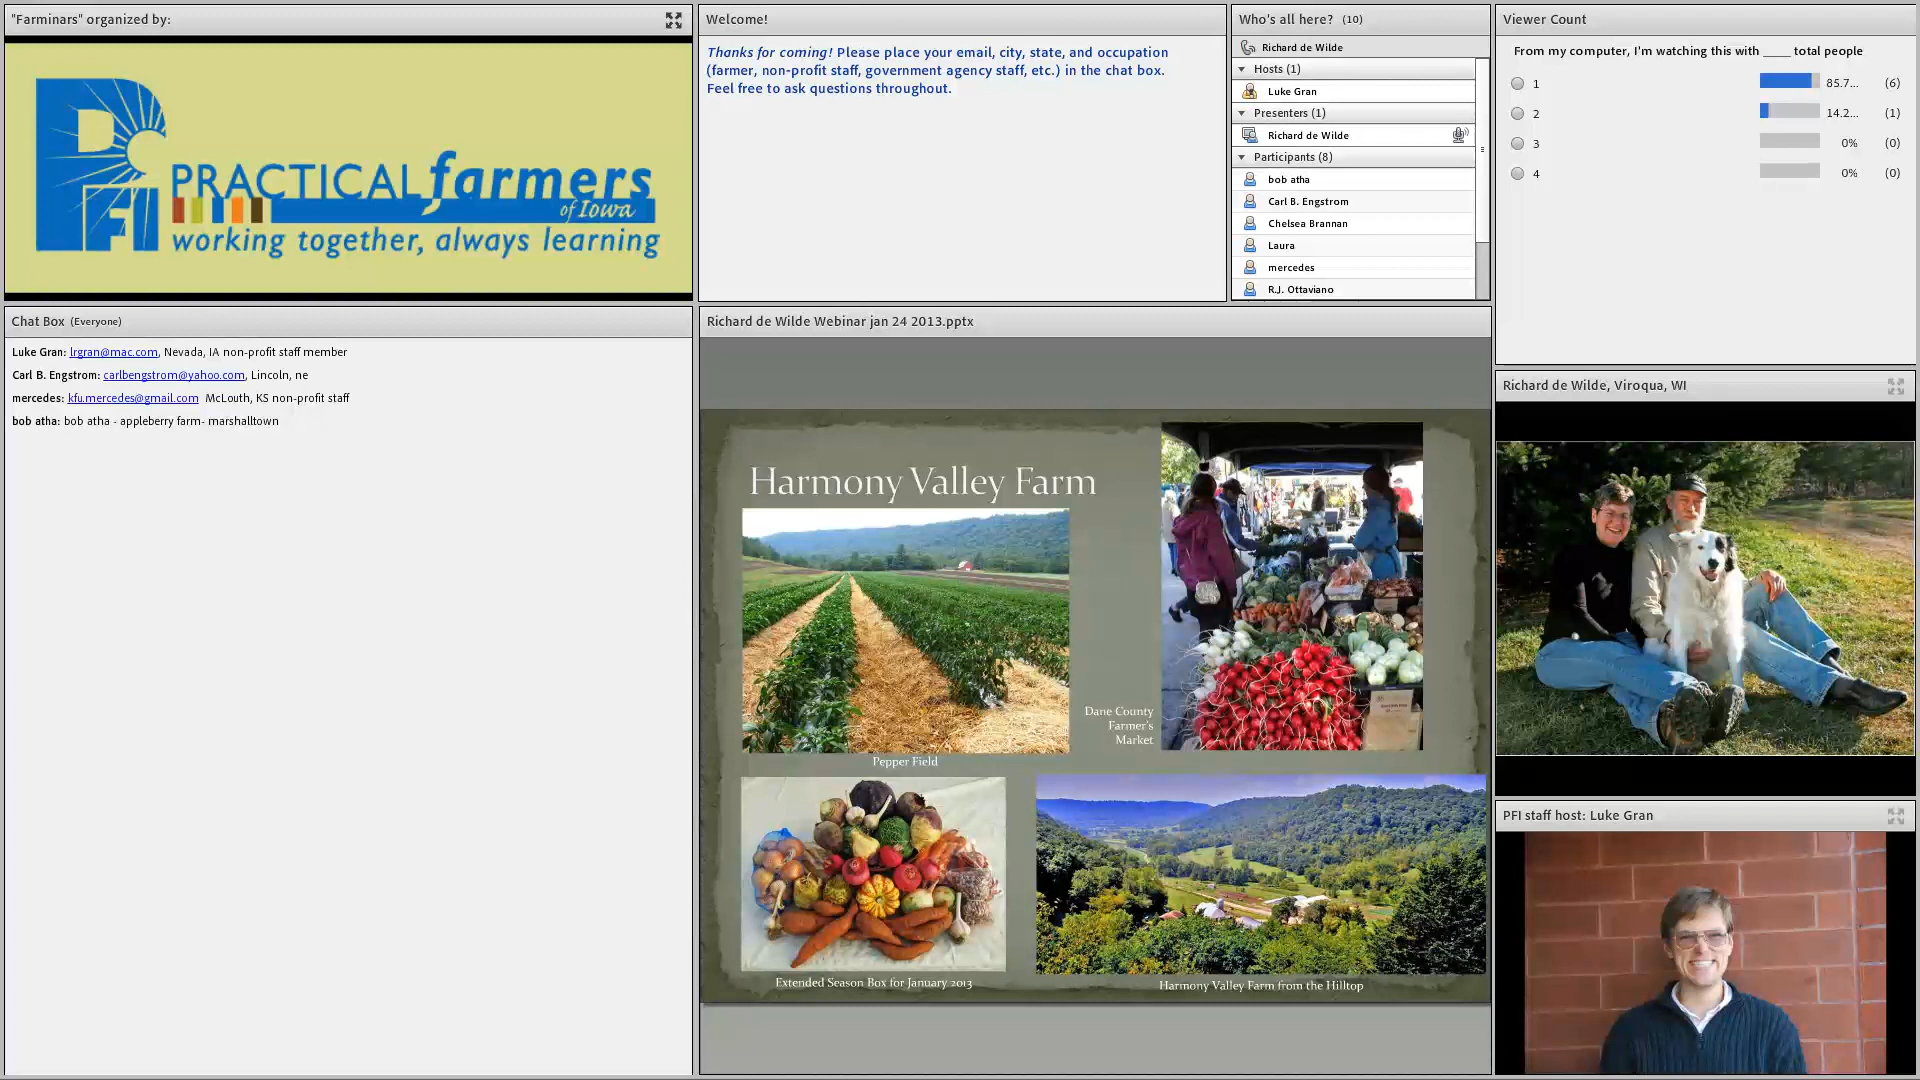 "Farminars" organized by:
PFI
PRACTICAL farmers
of Iowa
working together, always learning
Welcome!
Thanks for coming! Please place your email, city, state, and occupation
(farmer, non-profit staff, government agency staff, etc.) in the chat box.
Feel free to ask questions throughout.
Who's all here? (10)
Richard de Wilde
Hosts (1)
Luke Gran
Presenters (1)
Richard de Wilde
Participants (8)
bob atha
Carl B. Engstrom
Chelsea Brannan
Laura
mercedes
R.J. Ottaviano
Viewer Count
From my computer, I'm watching this with ____ total people
1 85.7... (6)
2 14.2... (1)
3 0% (0)
4 0% (0)
Chat Box (Everyone)
Luke Gran: lrgran@mac.com, Nevada, IA non-profit staff member
Carl B. Engstrom: carlbengstrom@yahoo.com, Lincoln, ne
mercedes: kfu.mercedes@gmail.com McLouth, KS non-profit staff
bob atha: bob atha - appleberry farm- marshalltown
Richard de Wilde Webinar jan 24 2013.pptx
Harmony Valley Farm
Dane County
Farmer's
Market
Pepper Field
Extended Season Box for January 2013
Harmony Valley Farm from the Hilltop
Richard de Wilde, Viroqua, WI
PFI staff host: Luke Gran